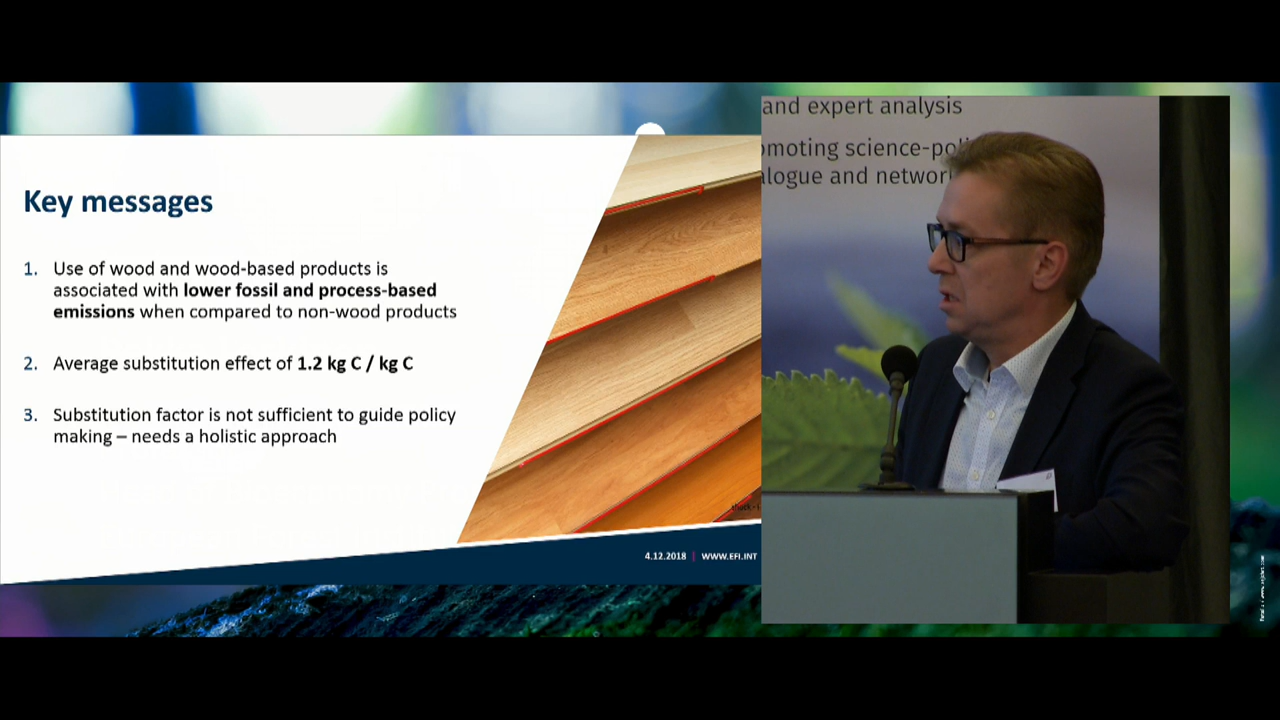 Key messages
1. Use of wood and wood-based products is
associated with lower fossil and process-based
emissions when compared to non-wood products
2. Average substitution effect of 1.2 kg C / kg C
3. Substitution factor is not sufficient to guide policy
making – needs a holistic approach
4.12.2018 | WWW.EFI.INT
and expert analysis
omoting science-pol
alogue and network